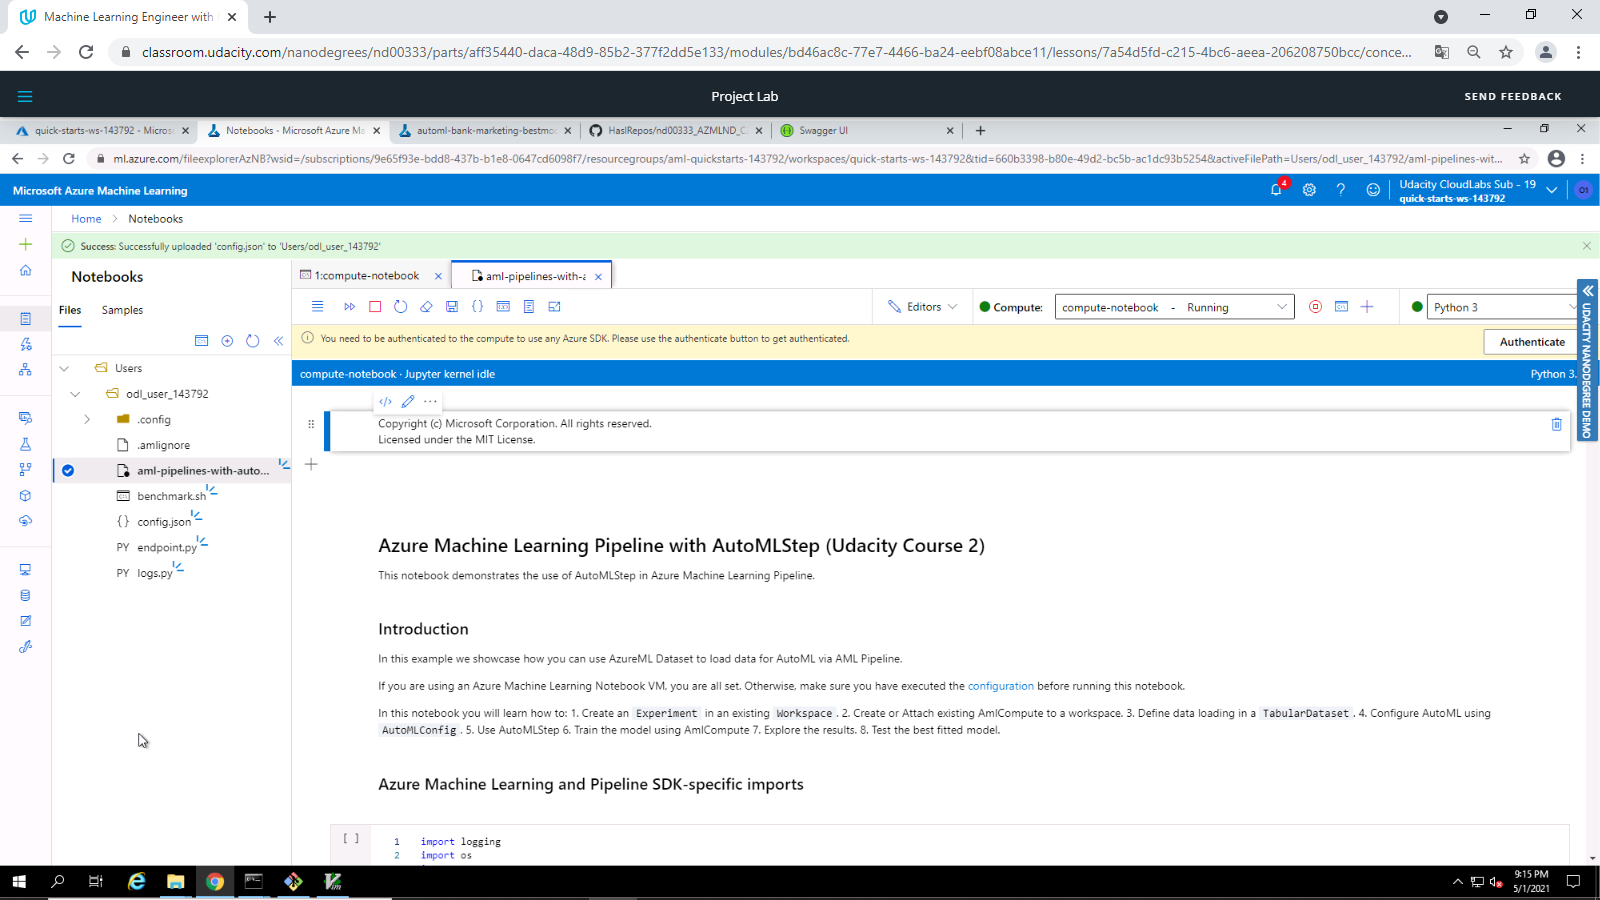 Machine Learning Engineer with
classroom.udacity.com/nanodegrees/nd00333/parts/aff35440-daca-48d9-85b2-377f2dd5e133/modules/bd46ac8c-77e7-4466-ba24-eebf08abce11/lessons/7a54d5fd-c215-4bc6-aeea-206208750bcc/conce...
Project Lab
SEND FEEDBACK
quick-starts-ws-143792 - Micros
Notebooks - Microsoft Azure Ma
automl-bank-marketing-bestmo
HaslRepos/nd00333_AZMLND_C
Swagger UI
ml.azure.com/fileexplorerAzNB?wsid=/subscriptions/9e65f93e-bdd8-437b-b1e8-0647cd6098f7/resourcegroups/aml-quickstarts-143792/workspaces/quick-starts-ws-143792&tid=660b3398-b80e-49d2-bc5b-ac1dc93b5254&activeFilePath=Users/odl_user_143792/aml-pipelines-wit...
Microsoft Azure Machine Learning
4
Udacity CloudLabs Sub - 19
quick-starts-ws-143792
O1
Home > Notebooks
Success: Successfully uploaded 'config.json' to 'Users/odl_user_143792'
Notebooks
1:compute-notebook
aml-pipelines-with-a
Files
Samples
Editors
Compute:
compute-notebook - Running
Python 3
You need to be authenticated to the compute to use any Azure SDK. Please use the authenticate button to get authenticated.
Authenticate
UDACITY NANODEGREE DEMO
compute-notebook · Jupyter kernel idle
Python 3.
Users
odl_user_143792
.config
.amlignore
aml-pipelines-with-auto...
benchmark.sh
{} config.json
PY endpoint.py
PY logs.py
Copyright (c) Microsoft Corporation. All rights reserved.
Licensed under the MIT License.
Azure Machine Learning Pipeline with AutoMLStep (Udacity Course 2)
This notebook demonstrates the use of AutoMLStep in Azure Machine Learning Pipeline.
Introduction
In this example we showcase how you can use AzureML Dataset to load data for AutoML via AML Pipeline.
If you are using an Azure Machine Learning Notebook VM, you are all set. Otherwise, make sure you have executed the configuration before running this notebook.
In this notebook you will learn how to: 1. Create an Experiment in an existing Workspace . 2. Create or Attach existing AmlCompute to a workspace. 3. Define data loading in a TabularDataset . 4. Configure AutoML using
AutoMLConfig . 5. Use AutoMLStep 6. Train the model using AmlCompute 7. Explore the results. 8. Test the best fitted model.
Azure Machine Learning and Pipeline SDK-specific imports
[ ]
1 import logging
2 import os
9:15 PM
5/1/2021